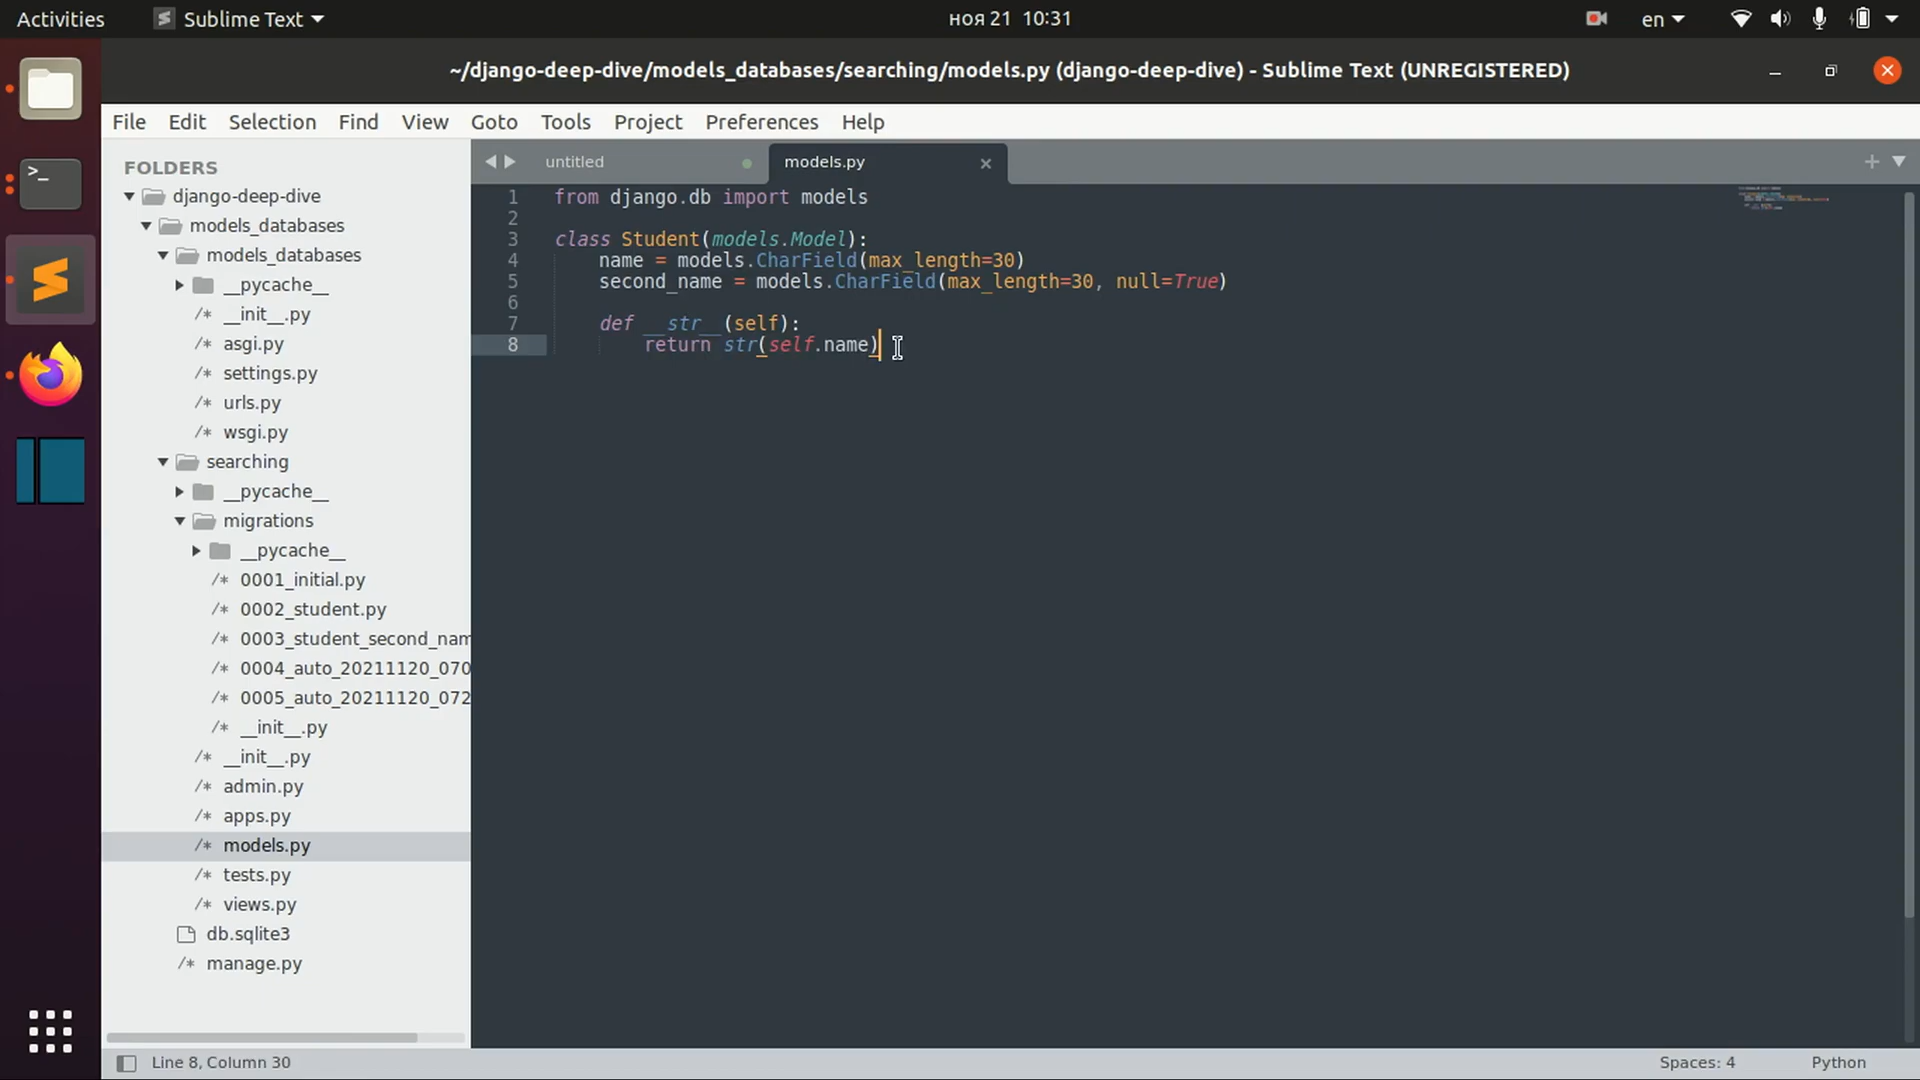 Activities
Sublime Text
ноя 21 10:31
en
~/django-deep-dive/models_databases/searching/models.py (django-deep-dive) - Sublime Text (UNREGISTERED)
File Edit Selection Find View Goto Tools Project Preferences Help
FOLDERS
django-deep-dive
models_databases
models_databases
__pycache__
/* __init__.py
/* asgi.py
/* settings.py
/* urls.py
/* wsgi.py
searching
__pycache__
migrations
__pycache__
/* 0001_initial.py
/* 0002_student.py
/* 0003_student_second_nam
/* 0004_auto_20211120_070
/* 0005_auto_20211120_072
/* __init__.py
/* __init__.py
/* admin.py
/* apps.py
/* models.py
/* tests.py
/* views.py
db.sqlite3
/* manage.py
untitled
models.py
1 from django.db import models
2
3 class Student(models.Model):
4 name = models.CharField(max_length=30)
5 second_name = models.CharField(max_length=30, null=True)
6
7 def __str__(self):
8 return str(self.name)
Line 8, Column 30
Spaces: 4
Python